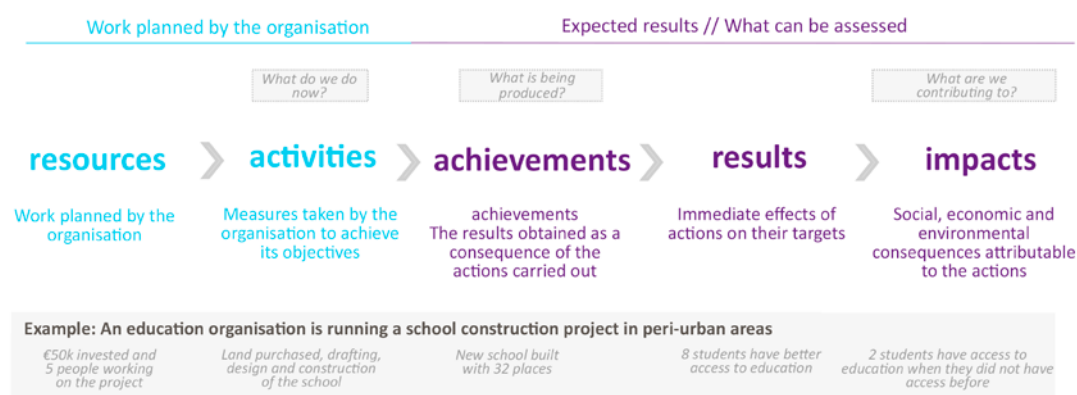 Work planned by the organisation
Expected results // What can be assessed
What do we do
now?
What is being
produced?
What are we
contributing to?
resources
activities
achievements
results
impacts
Work planned by the
organisation
Measures taken by the
organisation to achieve
its objectives
achievements
The results obtained as a
consequence of the
actions carried out
Immediate effects of
actions on their targets
Social, economic and
environmental
consequences attributable
to the actions
Example: An education organisation is running a school construction project in peri-urban areas
€50k invested and
5 people working
on the project
Land purchased, drafting,
design and construction
of the school
New school built
with 32 places
8 students have better
access to education
2 students have access to
education when they did not have
access before